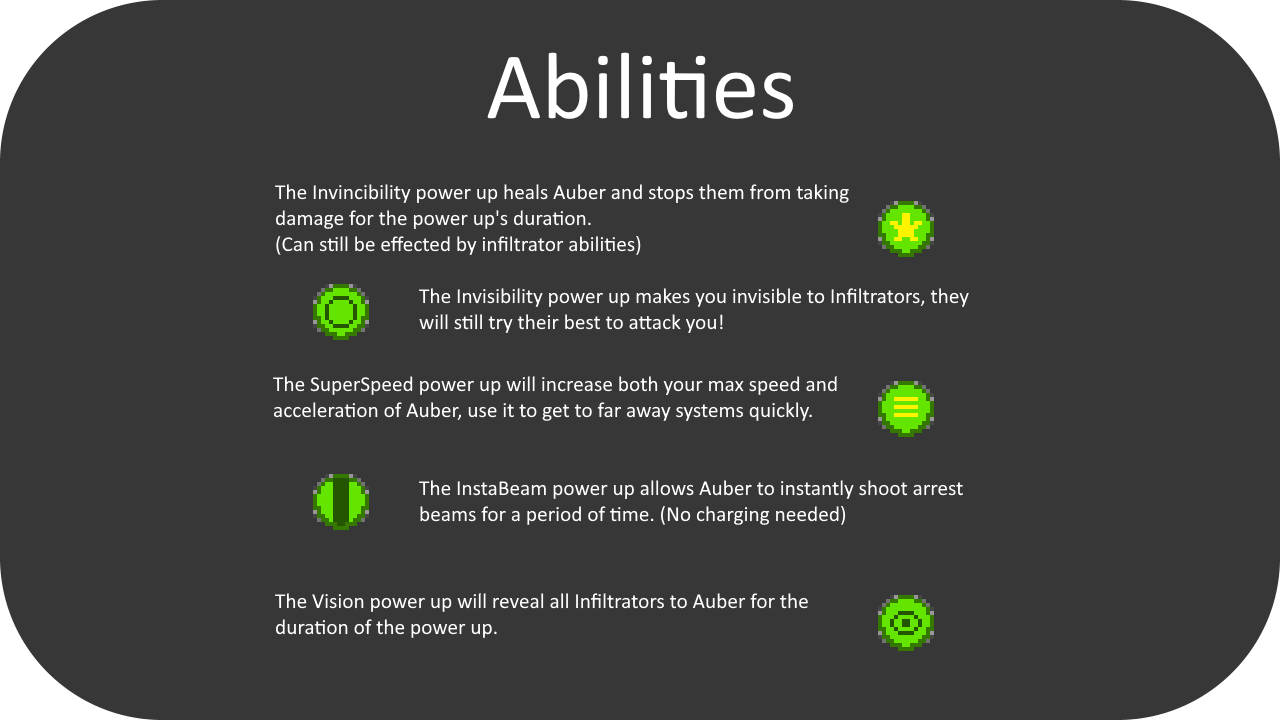 Abilities
The Invincibility power up heals Auber and stops them from taking
damage for the power up's duration.
(Can still be effected by infiltrator abilities)
The Invisibility power up makes you invisible to Infiltrators, they
will still try their best to attack you!
The SuperSpeed power up will increase both your max speed and
acceleration of Auber, use it to get to far away systems quickly.
The InstaBeam power up allows Auber to instantly shoot arrest
beams for a period of time. (No charging needed)
The Vision power up will reveal all Infiltrators to Auber for the
duration of the power up.